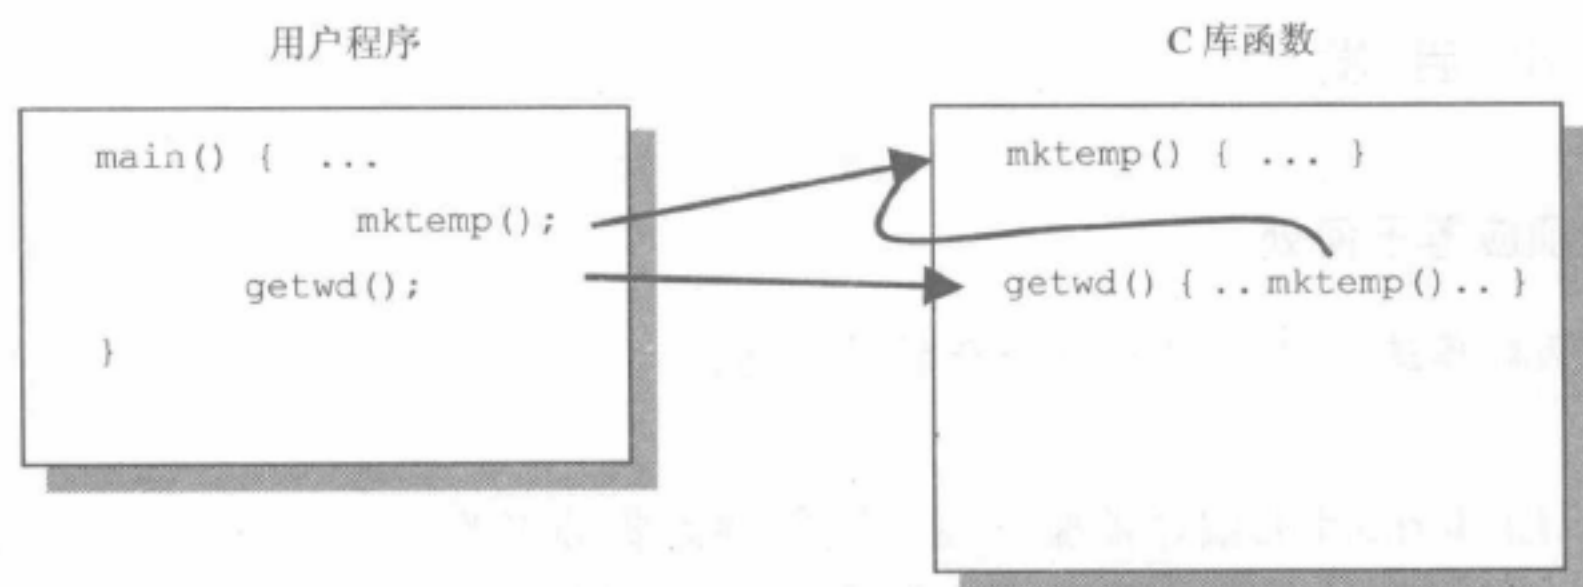 用户程序
C 库函数
main() { ...
mktemp();
getwd();
}
mktemp() { ... }
getwd() { .. mktemp() .. }